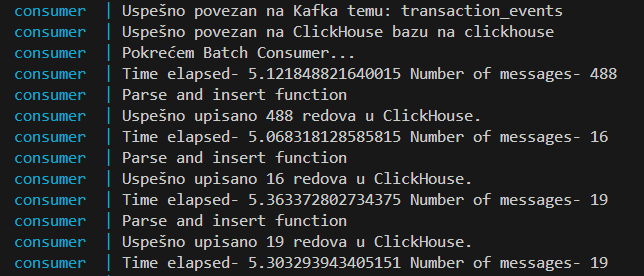 consumer | Uspešno povezan na Kafka temu: transaction_events
consumer | Uspešno povezan na ClickHouse bazu na clickhouse
consumer | Pokrećem Batch Consumer...
consumer | Time elapsed- 5.121848821640015 Number of messages- 488
consumer | Parse and insert function
consumer | Uspešno upisano 488 redova u ClickHouse.
consumer | Time elapsed- 5.068318128585815 Number of messages- 16
consumer | Parse and insert function
consumer | Uspešno upisano 16 redova u ClickHouse.
consumer | Time elapsed- 5.363372802734375 Number of messages- 19
consumer | Parse and insert function
consumer | Uspešno upisano 19 redova u ClickHouse.
consumer | Time elapsed- 5.303293943405151 Number of messages- 19